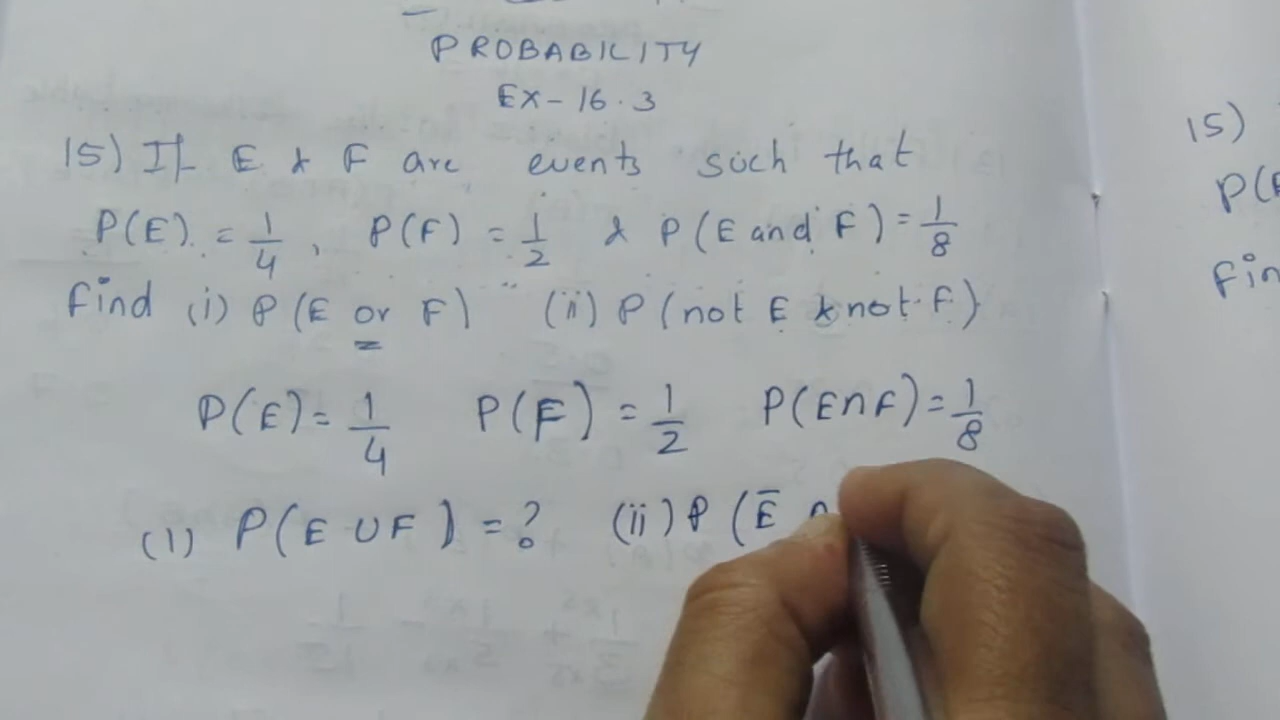 PROBABILITY
EX-16.3
15) If E & F are events such that
P(E) = 1/4, P(F) = 1/2 & P(E and F) = 1/8
Find (i) P(E or F) (ii) P(not E & not F)
P(E) = 1/4 P(F) = 1/2 P(E∩F) = 1/8
(1) P(E∪F) = ? (ii) P(Ē ∩
15)
P(
Fin